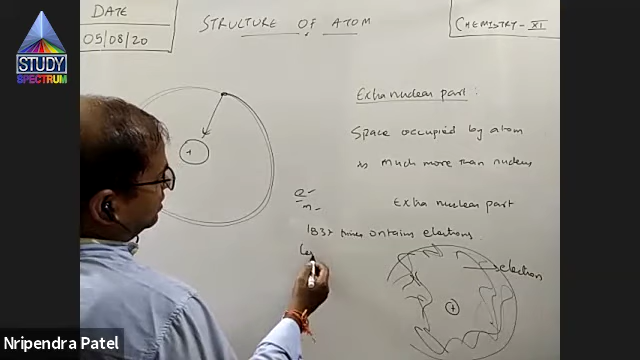 DATE
05/08/20
STRUCTURE OF ATOM
CHEMISTRY - XI
STUDY
SPECTRUM
Extra nuclear part :
Space occupied by atom
is much more than nucleus
Extra nuclear part
contains electrons.
e-
m-
1837 times
electron
+
+
Nripendra Patel